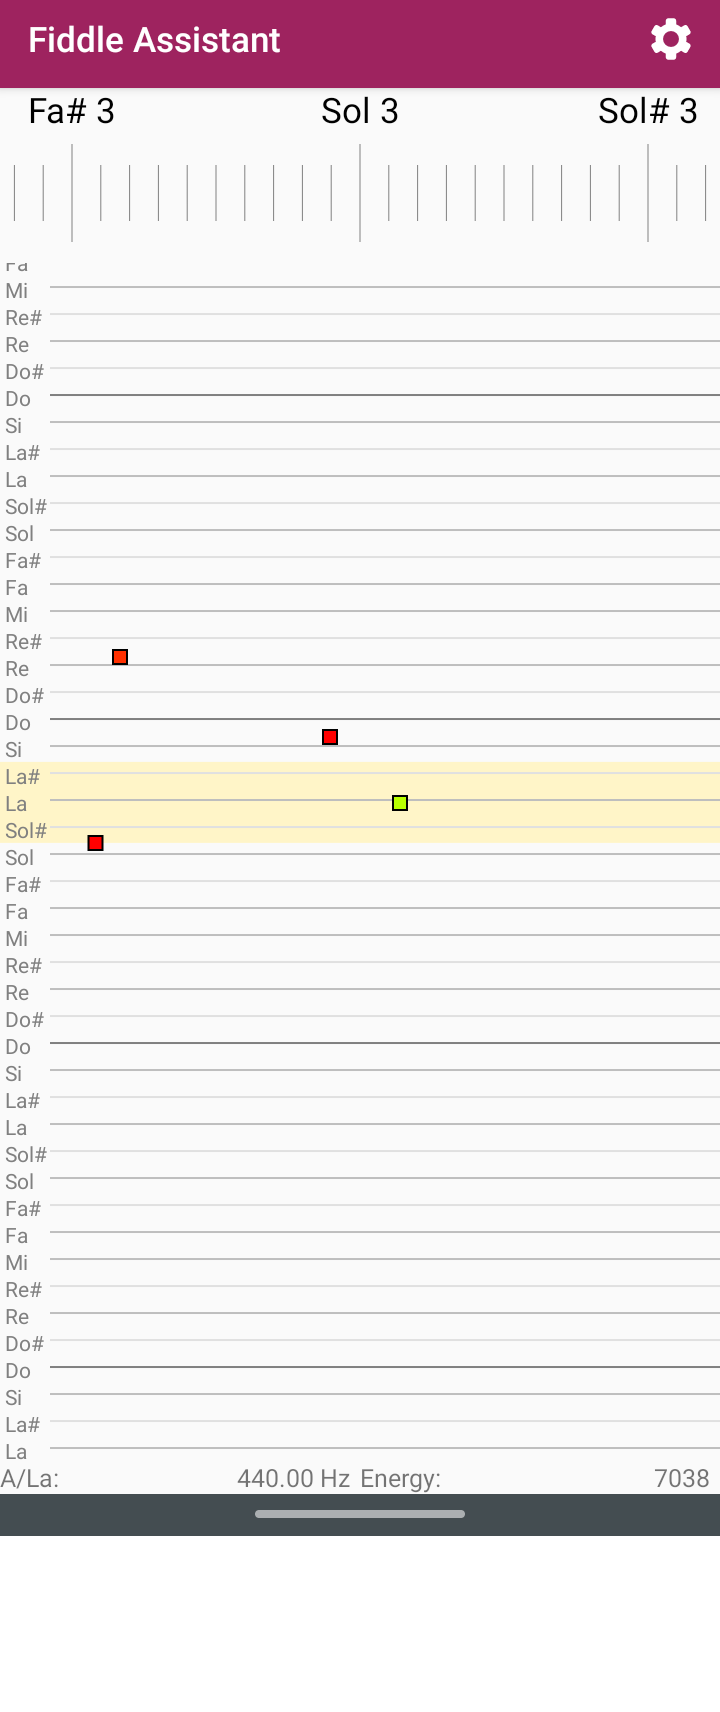 Fiddle Assistant
Fa# 3 Sol 3 Sol# 3
Fa
Mi
Re#
Re
Do#
Do
Si
La#
La
Sol#
Sol
Fa#
Fa
Mi
Re#
Re
Do#
Do
Si
La#
La
Sol#
Sol
Fa#
Fa
Mi
Re#
Re
Do#
Do
Si
La#
La
Sol#
Sol
Fa#
Fa
Mi
Re#
Re
Do#
Do
Si
La#
La
A/La: 440.00 Hz Energy: 7038